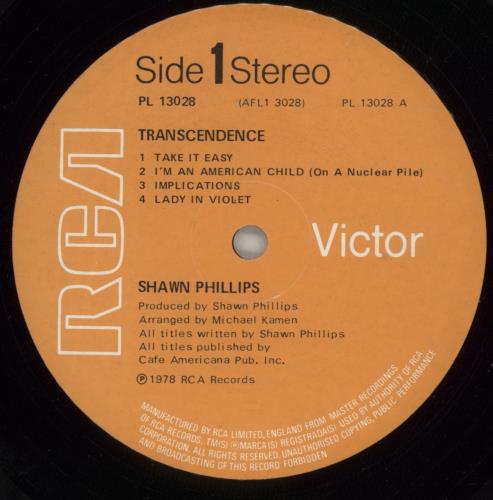 Side 1 Stereo
PL 13028 (AFL1 3028) PL 13028 A
TRANSCENDENCE
1 TAKE IT EASY
2 I'M AN AMERICAN CHILD (On A Nuclear Pile)
3 IMPLICATIONS
4 LADY IN VIOLET
RCA
Victor
SHAWN PHILLIPS
Produced by Shawn Phillips
Arranged by Michael Kamen
All titles written by Shawn Phillips
All titles published by
Cafe Americana Pub. Inc.
Ⓟ 1978 RCA Records
MANUFACTURED BY RCA LIMITED, ENGLAND FROM MASTER RECORDINGS
OF RCA RECORDS. TM(S) ® MARCA(S) REGISTRADA(S) USED BY AUTHORITY OF RCA
CORPORATION. ALL RIGHTS RESERVED. UNAUTHORISED COPYING, PUBLIC PERFORMANCE
AND BROADCASTING OF THIS RECORD FORBIDDEN